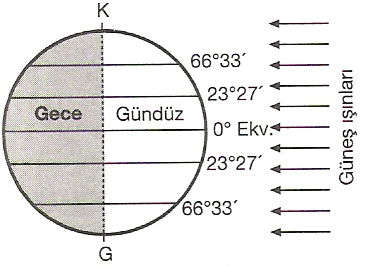 K
66°33′
23°27′
Gece
Gündüz
0° Ekv.
23°27′
66°33′
G
Güneş ışınları